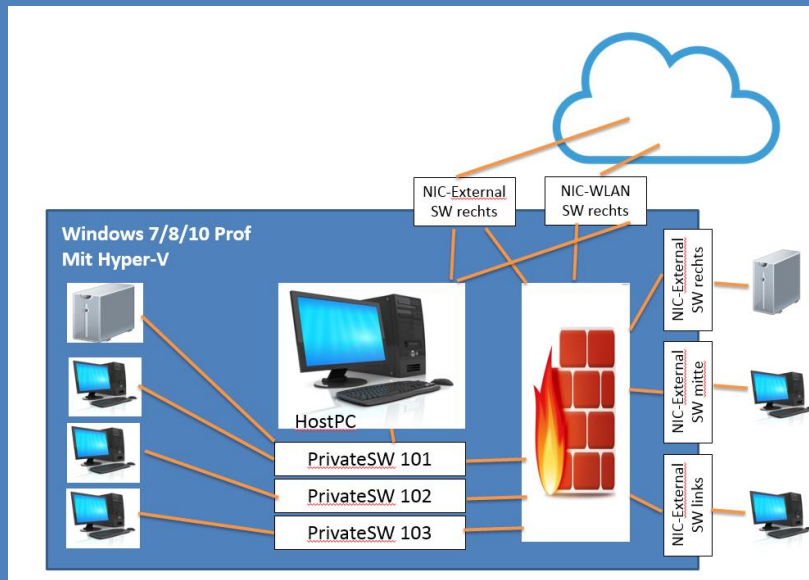 NIC-External
SW rechts
NIC-WLAN
SW rechts
Windows 7/8/10 Prof
Mit Hyper-V
NIC-External
SW rechts
HostPC
NIC-External
SW mitte
PrivateSW 101
PrivateSW 102
PrivateSW 103
NIC-External
SW links